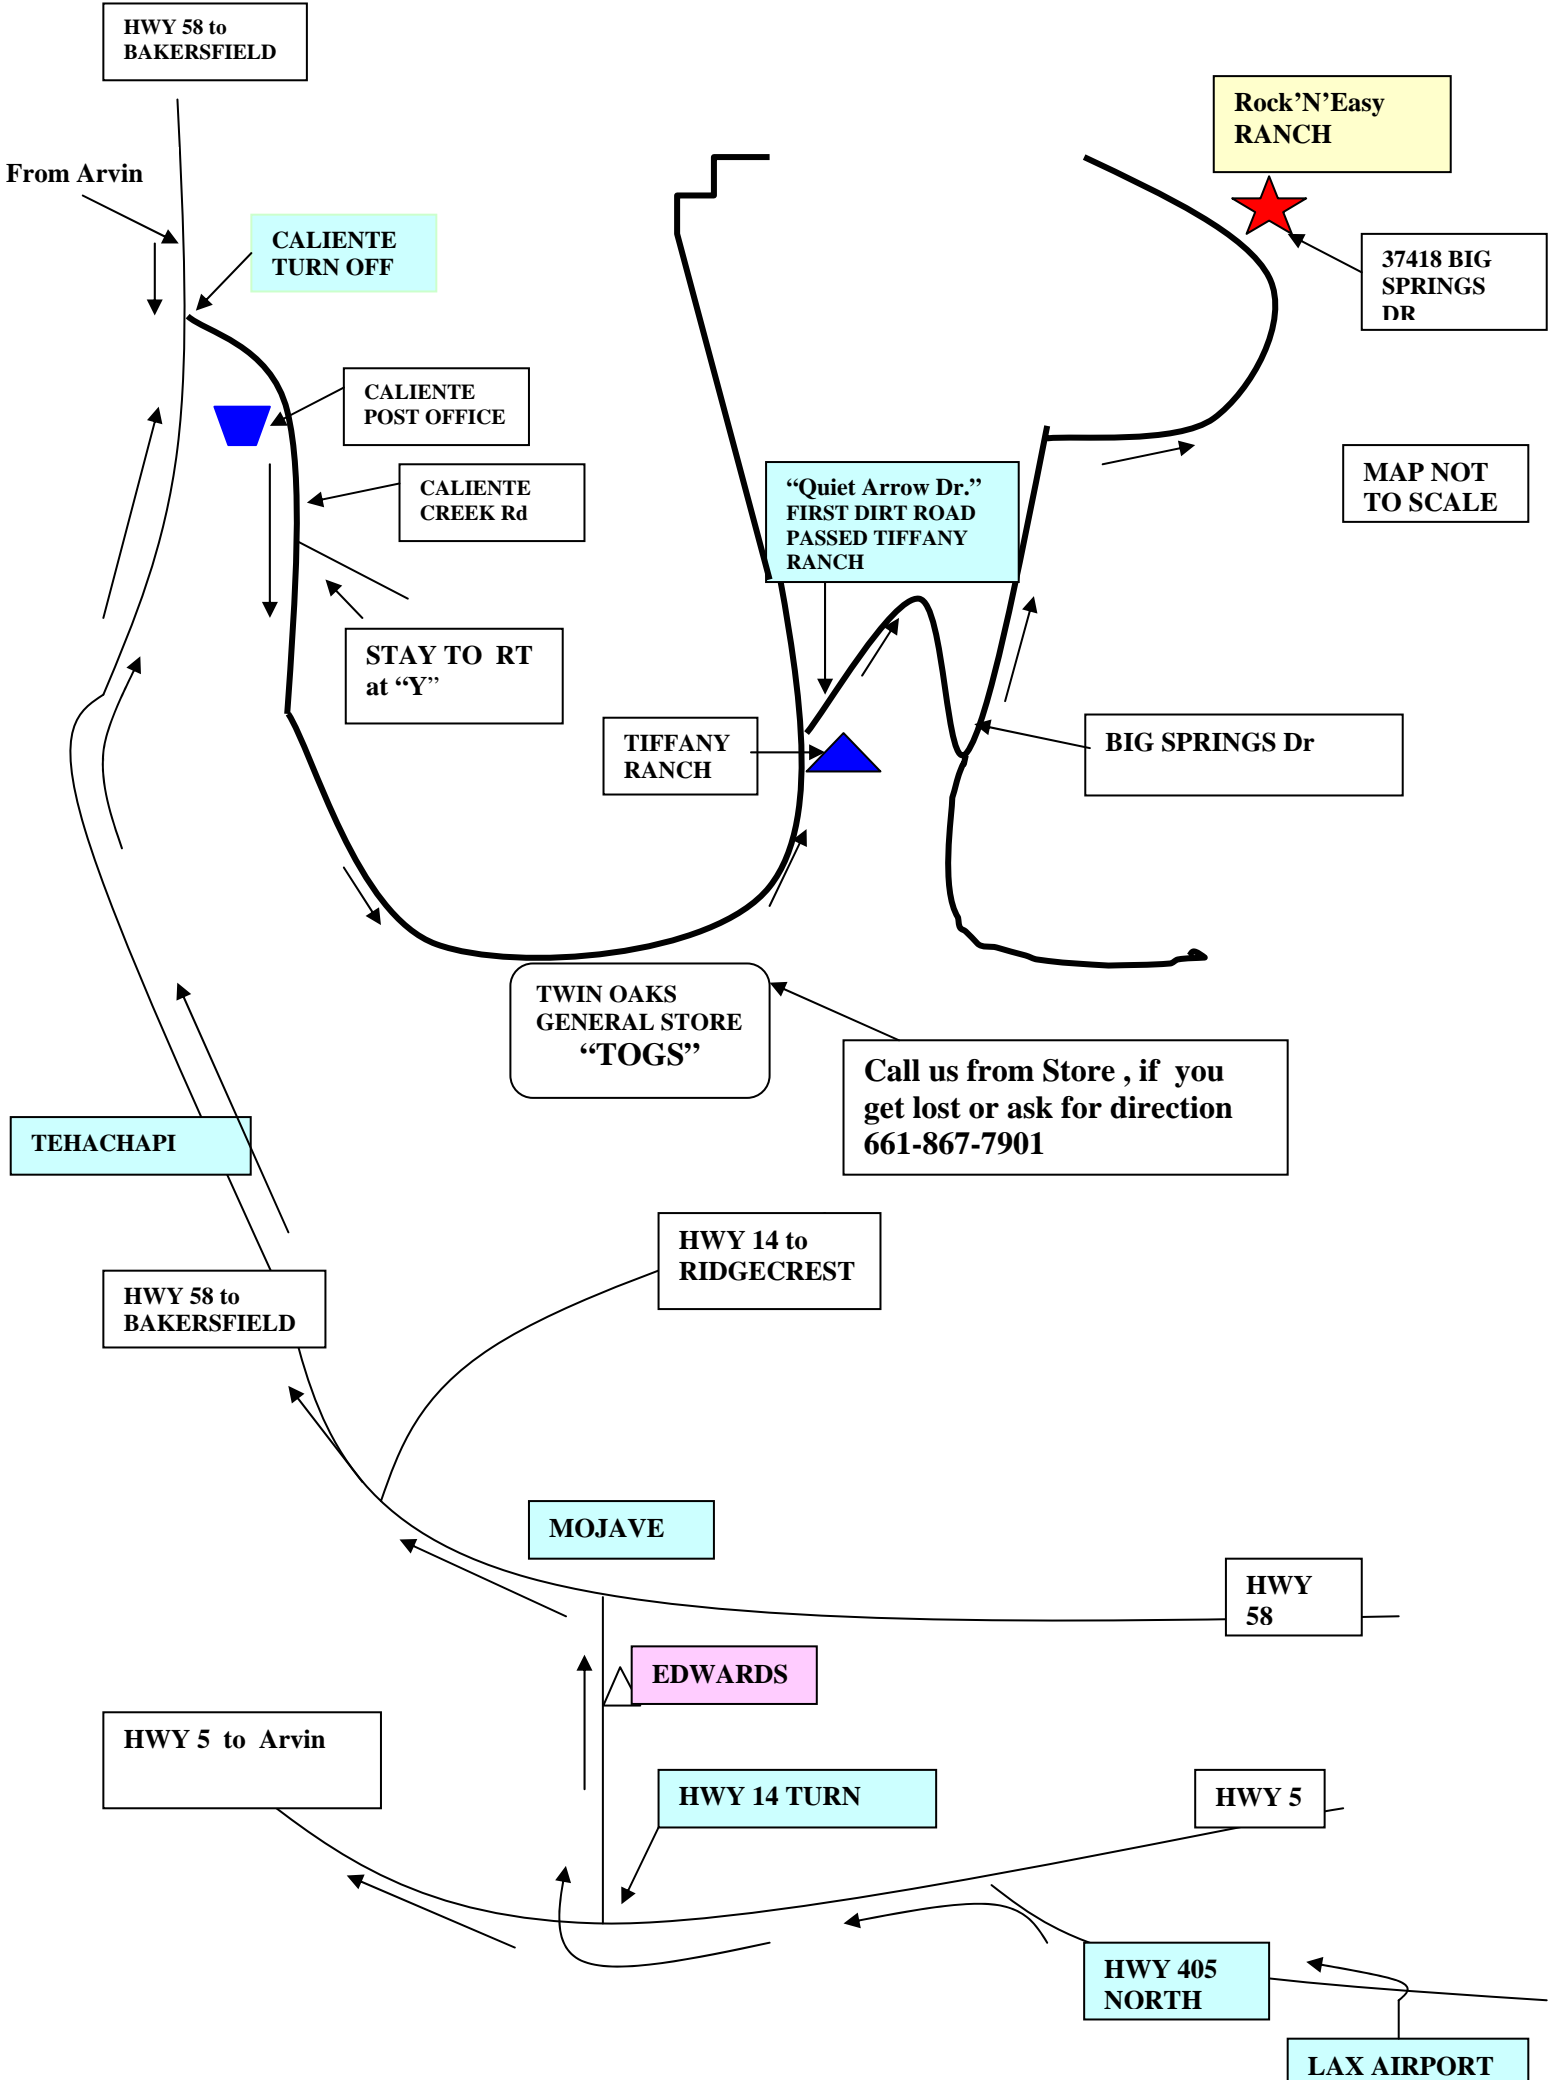 HWY 58 to
BAKERSFIELD
Rock’N’Easy
RANCH
From Arvin
CALIENTE
TURN OFF
37418 BIG
SPRINGS
DR
CALIENTE
POST OFFICE
CALIENTE
CREEK Rd
“Quiet Arrow Dr.”
FIRST DIRT ROAD
PASSED TIFFANY
RANCH
MAP NOT
TO SCALE
STAY TO RT
at “Y”
TIFFANY
RANCH
BIG SPRINGS Dr
TWIN OAKS
GENERAL STORE
“TOGS”
Call us from Store , if you
get lost or ask for direction
661-867-7901
TEHACHAPI
HWY 14 to
RIDGECREST
HWY 58 to
BAKERSFIELD
MOJAVE
HWY
58
EDWARDS
HWY 5 to Arvin
HWY 14 TURN
HWY 5
HWY 405
NORTH
LAX AIRPORT